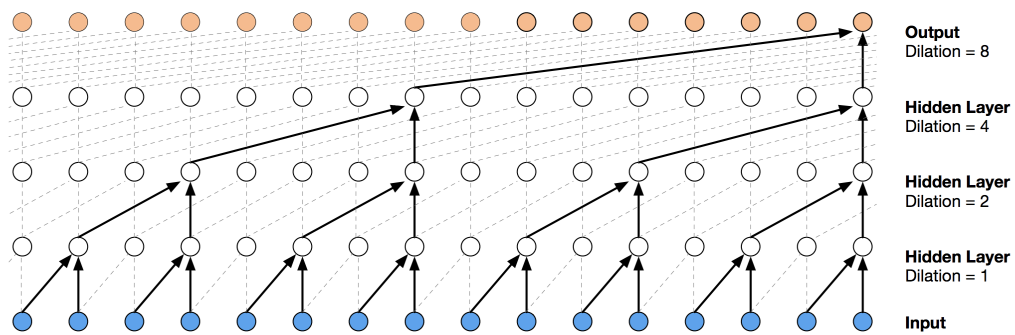 Output
Dilation = 8
Hidden Layer
Dilation = 4
Hidden Layer
Dilation = 2
Hidden Layer
Dilation = 1
Input